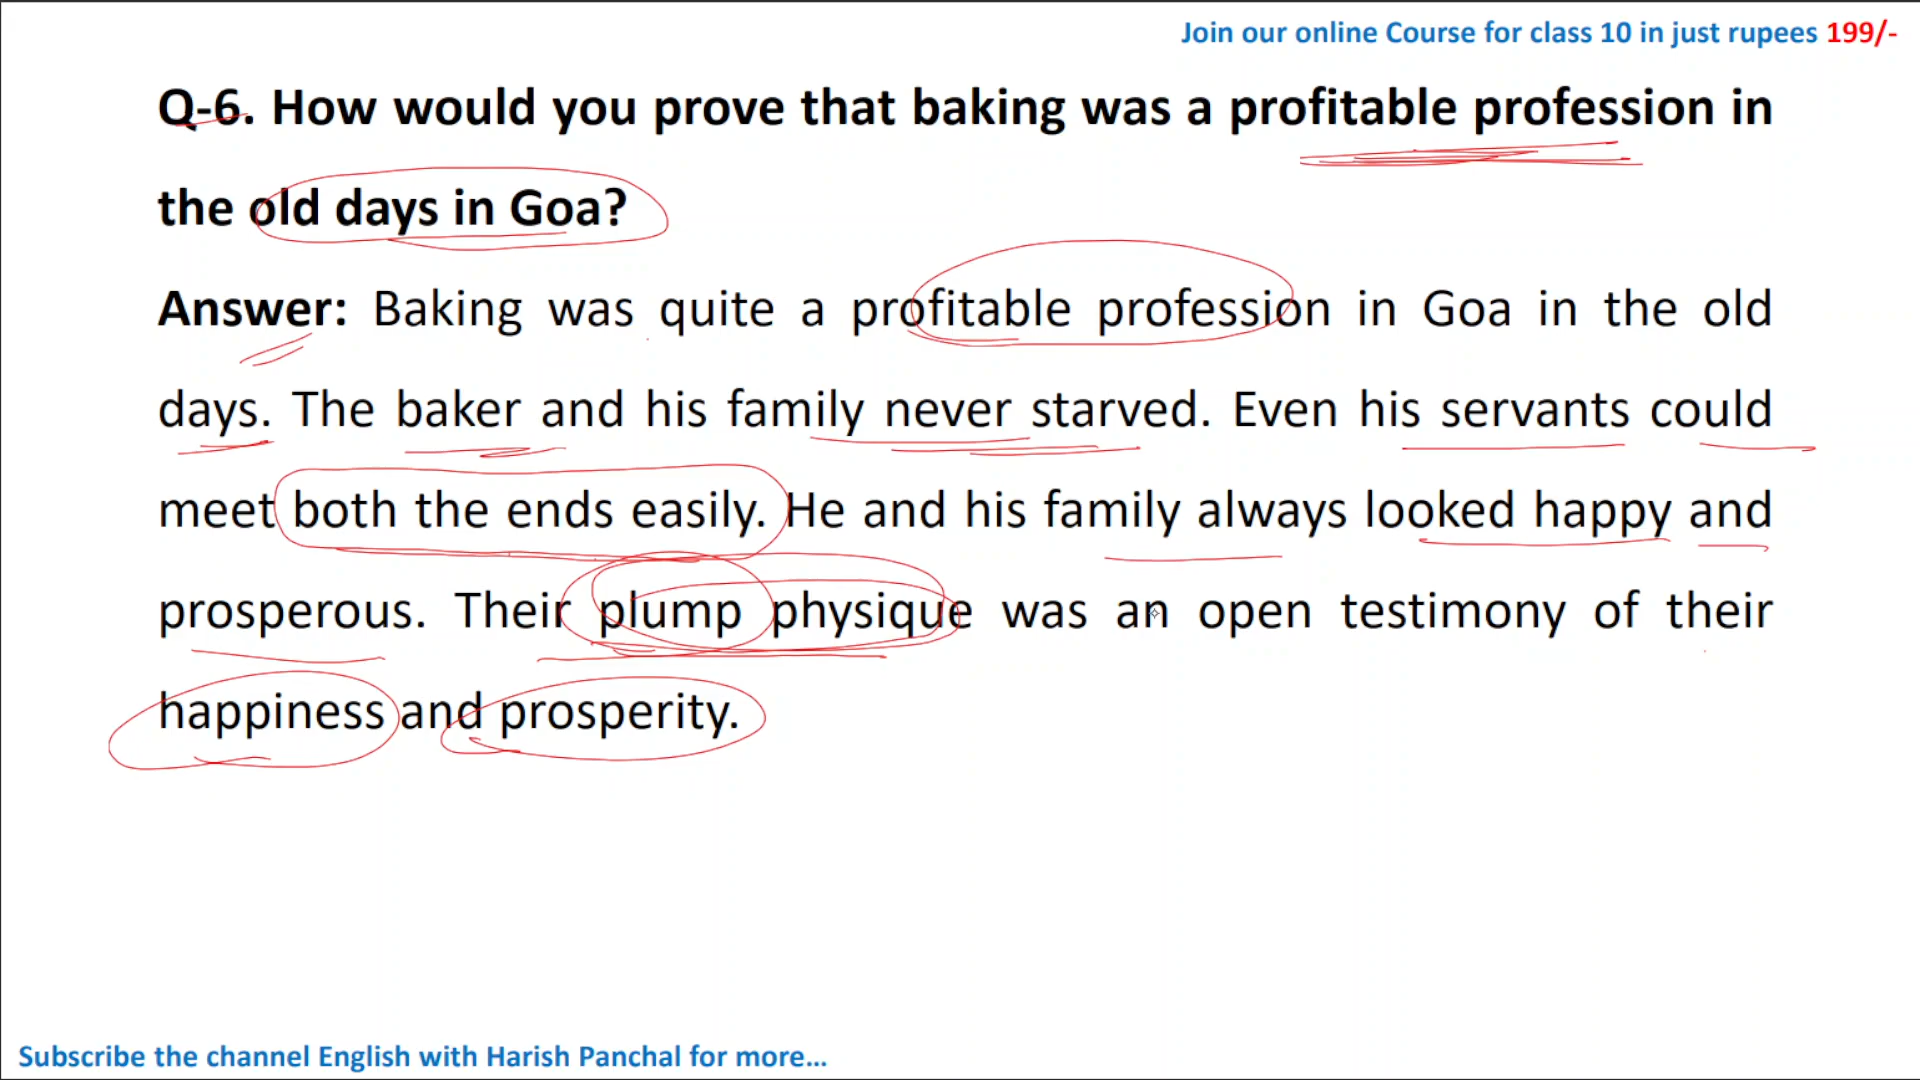 Join our online Course for class 10 in just rupees 199/-
Q-6. How would you prove that baking was a profitable profession in
the old days in Goa?
Answer: Baking was quite a profitable profession in Goa in the old
days. The baker and his family never starved. Even his servants could
meet both the ends easily. He and his family always looked happy and
prosperous. Their plump physique was an open testimony of their
happiness and prosperity.
Subscribe the channel English with Harish Panchal for more...